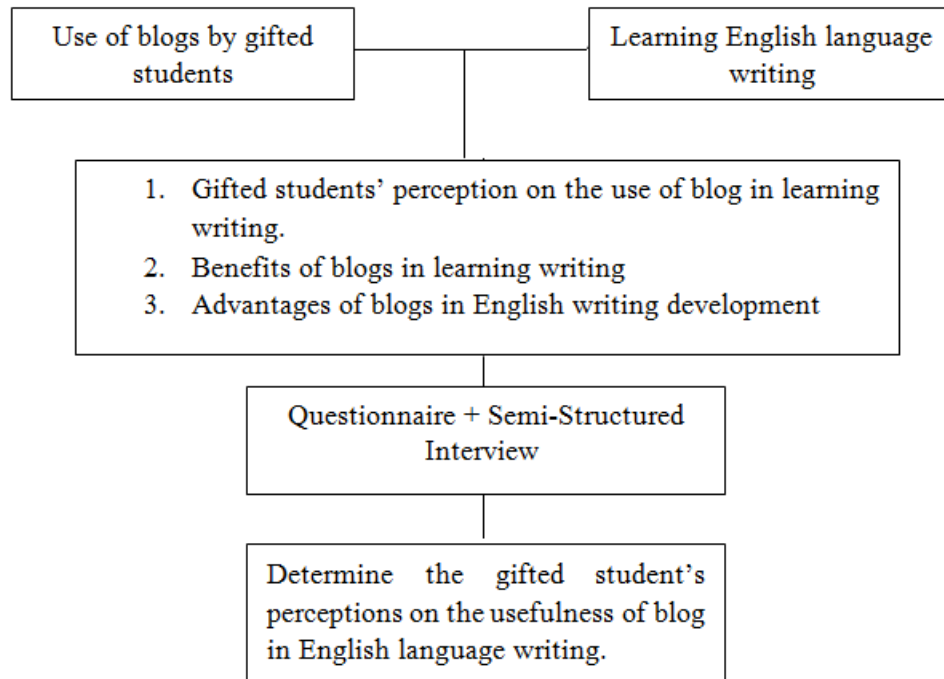 Use of blogs by gifted
students
Learning English language
writing
1. Gifted students’ perception on the use of blog in learning
writing.
2. Benefits of blogs in learning writing
3. Advantages of blogs in English writing development
Questionnaire + Semi-Structured
Interview
Determine the gifted student’s
perceptions on the usefulness of blog
in English language writing.